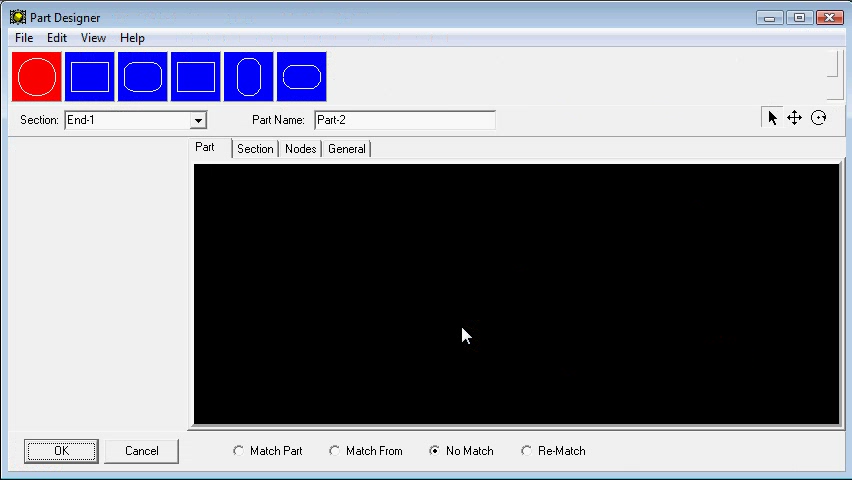 Part Designer
File Edit View Help
Section: End-1 Part Name: Part-2
Part Section Nodes General
OK Cancel Match Part Match From No Match Re-Match